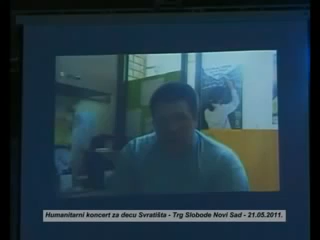 Humanitarni koncert za decu Svratišta - Trg Slobode Novi Sad - 21.05.2011.